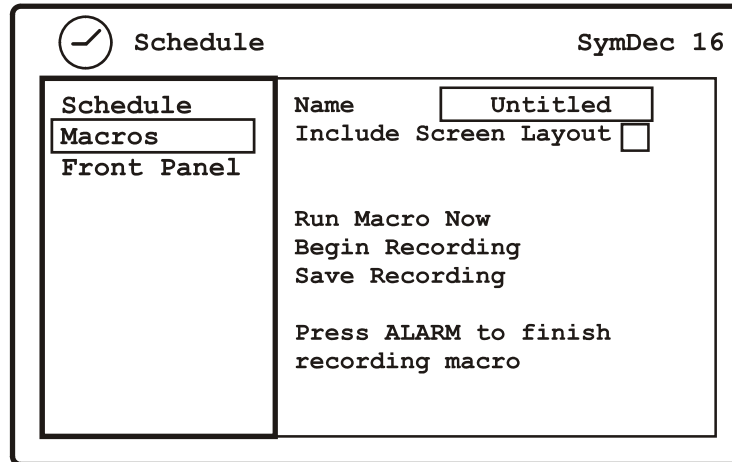 Schedule SymDec 16
Schedule
Macros
Front Panel
Name Untitled
Include Screen Layout
Run Macro Now
Begin Recording
Save Recording
Press ALARM to finish
recording macro